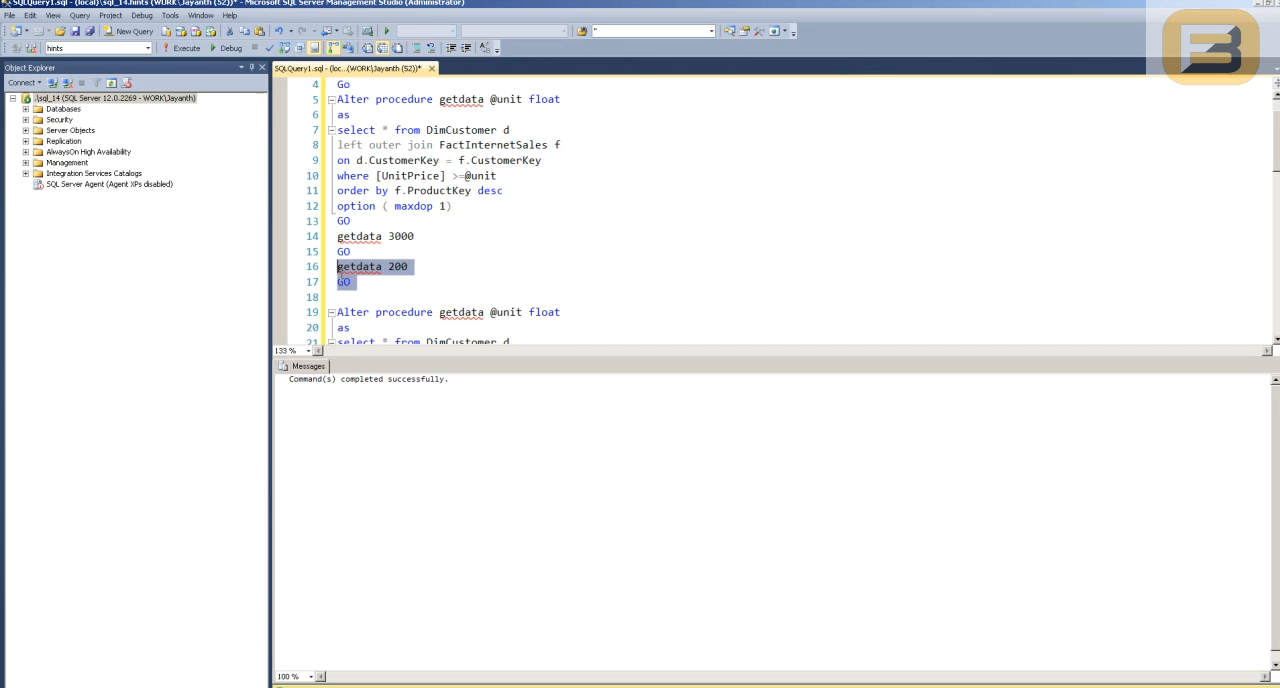 SQLQuery1.sql - (local)\sql_14.hints (WORK\Jayanth (52))* - Microsoft SQL Server Management Studio (Administrator)
File Edit View Query Project Debug Tools Window Help
New Query
hints Execute Debug
Object Explorer
SQLQuery1.sql - (loc...(WORK\Jayanth (52))*
Connect
.\sql_14 (SQL Server 12.0.2269 - WORK\Jayanth)
Databases
Security
Server Objects
Replication
AlwaysOn High Availability
Management
Integration Services Catalogs
SQL Server Agent (Agent XPs disabled)
4 Go
5 Alter procedure getdata @unit float
6 as
7 select * from DimCustomer d
8 left outer join FactInternetSales f
9 on d.CustomerKey = f.CustomerKey
10 where [UnitPrice] >=@unit
11 order by f.ProductKey desc
12 option ( maxdop 1)
13 GO
14 getdata 3000
15 GO
16 getdata 200
17 GO
18
19 Alter procedure getdata @unit float
20 as
21 select * from DimCustomer d
133 %
Messages
Command(s) completed successfully.
100 %